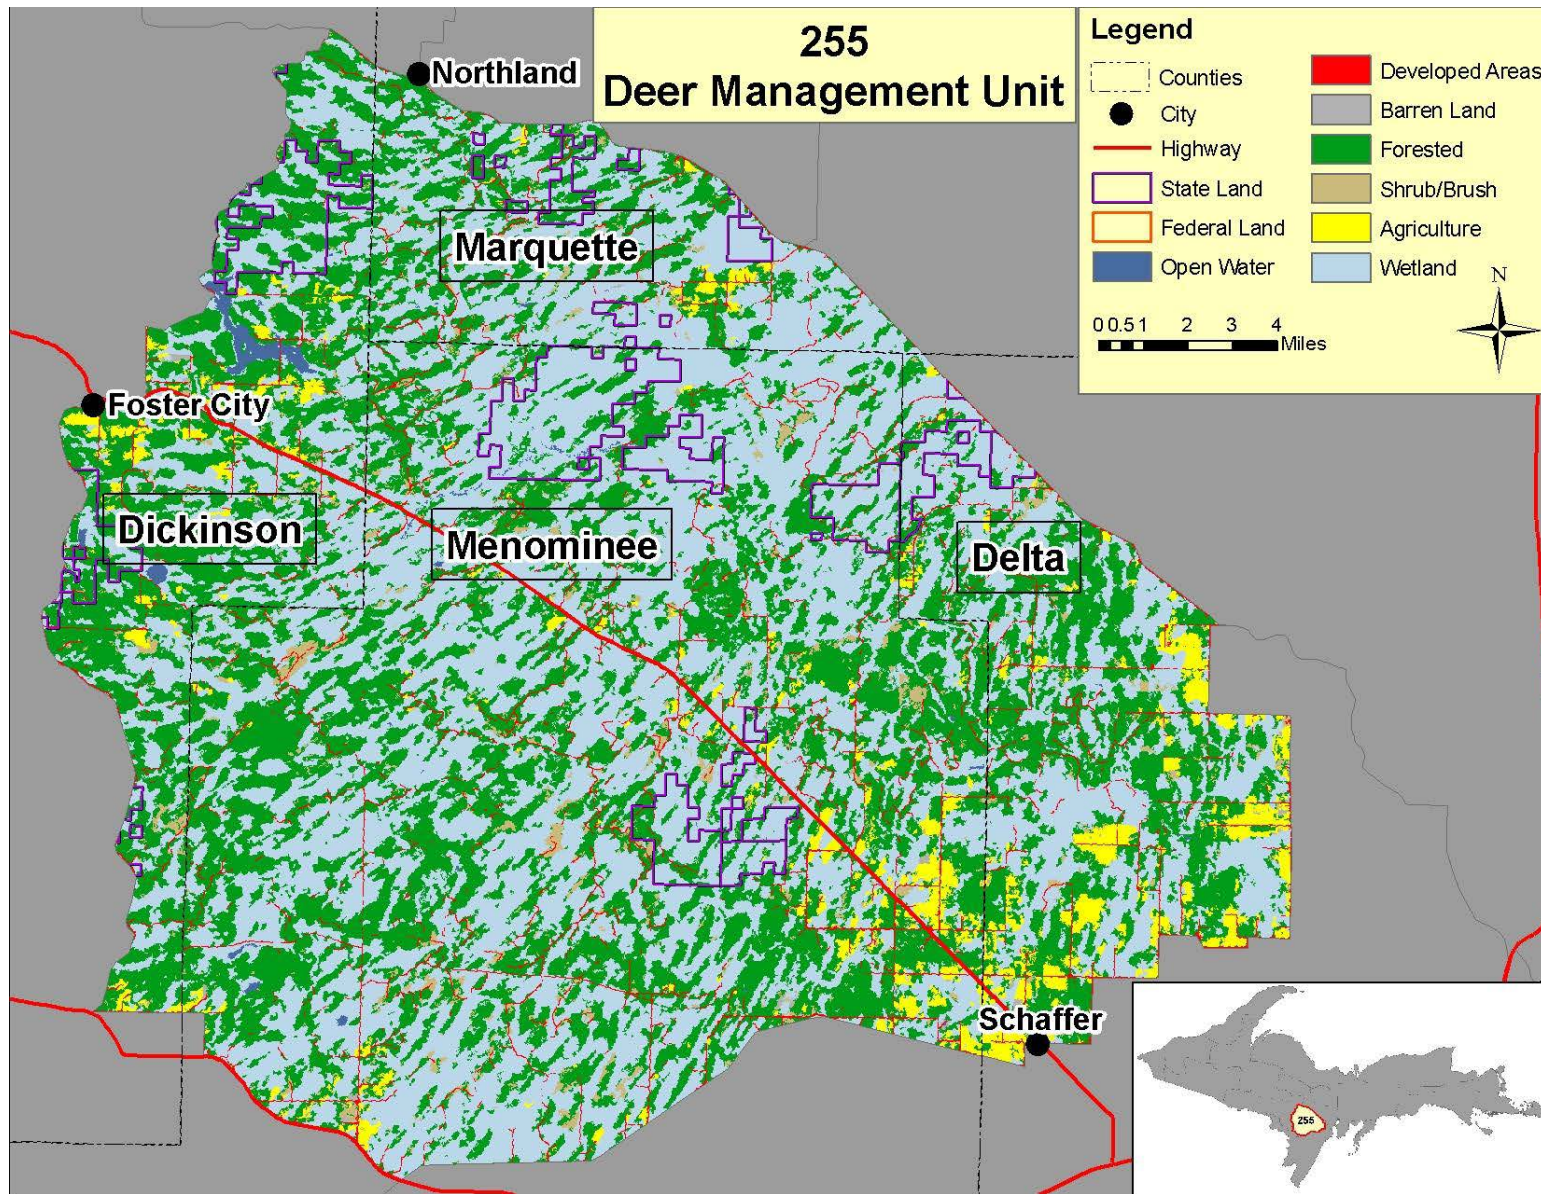 255
Deer Management Unit
Legend
Counties
City
Highway
State Land
Federal Land
Open Water
Developed Areas
Barren Land
Forested
Shrub/Brush
Agriculture
Wetland
N
0 0.5 1 2 3 4
Miles
Northland
Marquette
Foster City
Dickinson
Menominee
Delta
Schaffer
255